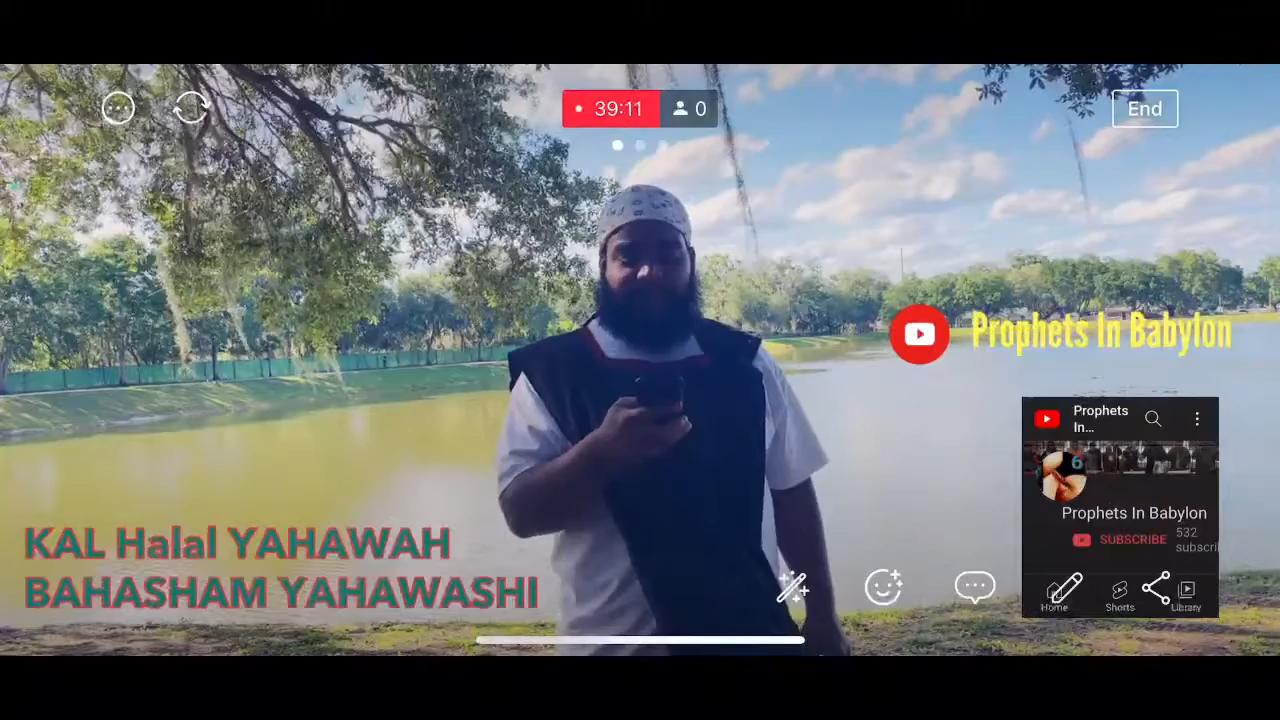 39:11
0
End
Prophets In Babylon
Prophets
In...
6
Prophets In Babylon
SUBSCRIBE
532
subscri
Home
Shorts
Library
KAL Halal YAHAWAH
BAHASHAM YAHAWASHI